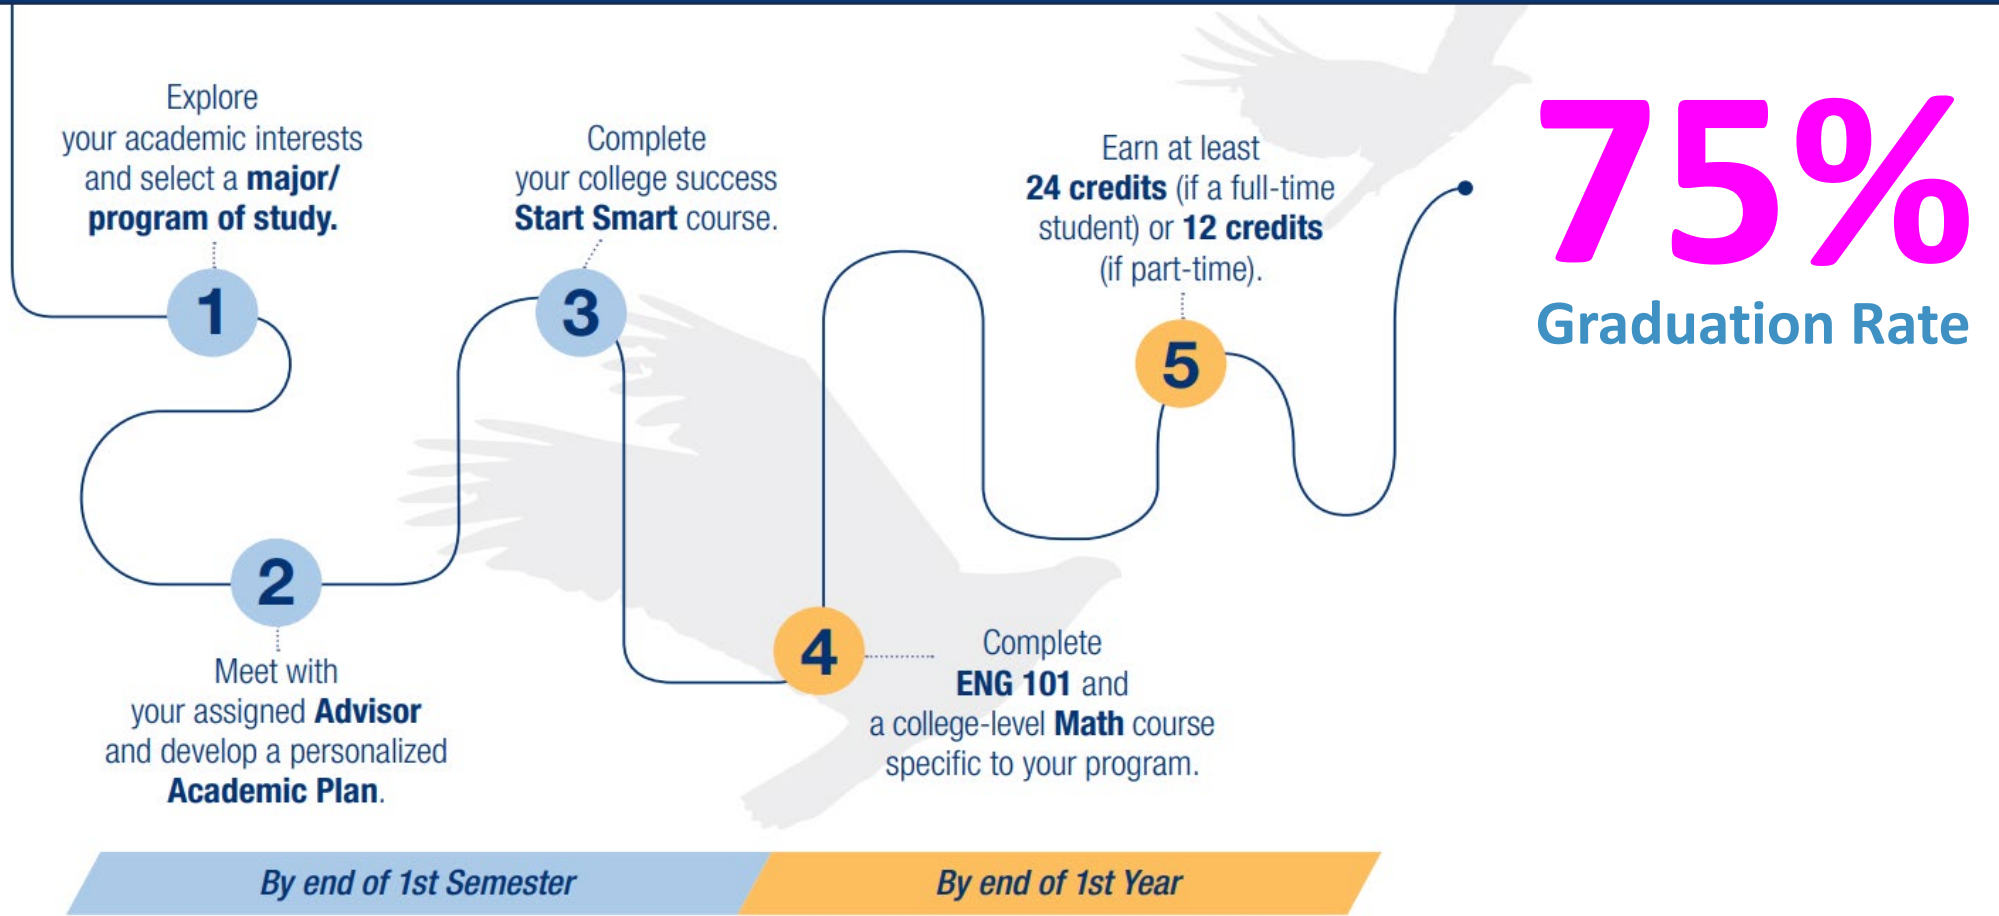 Explore
your academic interests
and select a major/
program of study.
1
2
Meet with
your assigned Advisor
and develop a personalized
Academic Plan.
Complete
your college success
Start Smart course.
3
4
Complete
ENG 101 and
a college-level Math course
specific to your program.
Earn at least
24 credits (if a full-time
student) or 12 credits
(if part-time).
5
75%
Graduation Rate
By end of 1st Semester
By end of 1st Year